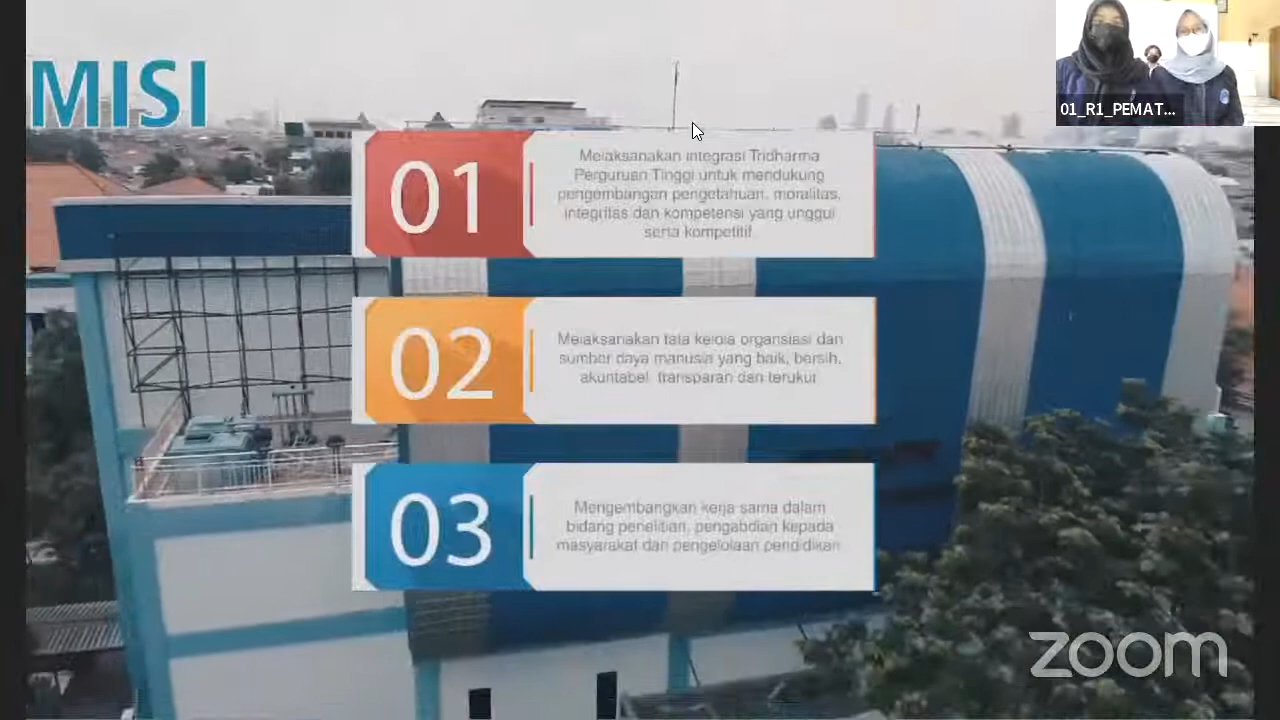 MISI
01_R1_PEMAT...
01
Melaksanakan integrasi Tridharma
Perguruan Tinggi untuk mendukung
pengembangan pengetahuan, moralitas,
integritas dan kompetensi yang unggul
serta kompetitif
02
Melaksanakan tata kelola organsiasi dan
sumber daya manusia yang baik, bersih,
akuntabel, transparan dan terukur
03
Mengembangkan kerja sama dalam
bidang penelitian, pengabdian kepada
masyarakat dan pengelolaan pendidikan
zoom